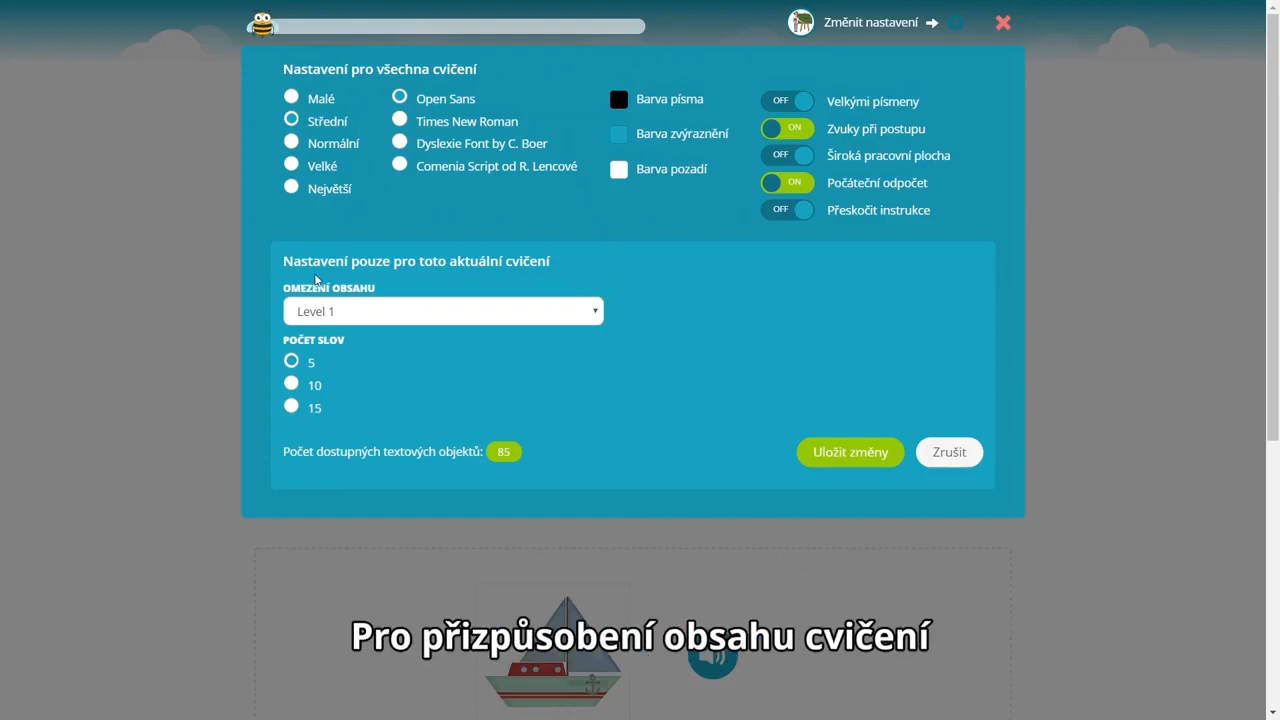 Změnit nastavení
Nastavení pro všechna cvičení
Malé
Střední
Normální
Velké
Největší
Open Sans
Times New Roman
Dyslexie Font by C. Boer
Comenia Script od R. Lencové
Barva písma
Barva zvýraznění
Barva pozadí
OFF Velkými písmeny
ON Zvuky při postupu
OFF Široká pracovní plocha
ON Počáteční odpočet
OFF Přeskočit instrukce
Nastavení pouze pro toto aktuální cvičení
OMEZENÍ OBSAHU
Level 1
POČET SLOV
5
10
15
Počet dostupných textových objektů: 85
Uložit změny
Zrušit
Pro přizpůsobení obsahu cvičení